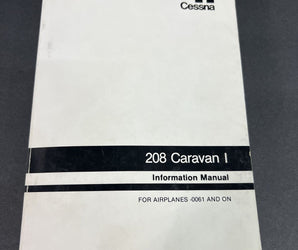 Cessna
208 Caravan I
Information Manual
FOR AIRPLANES -0061 AND ON